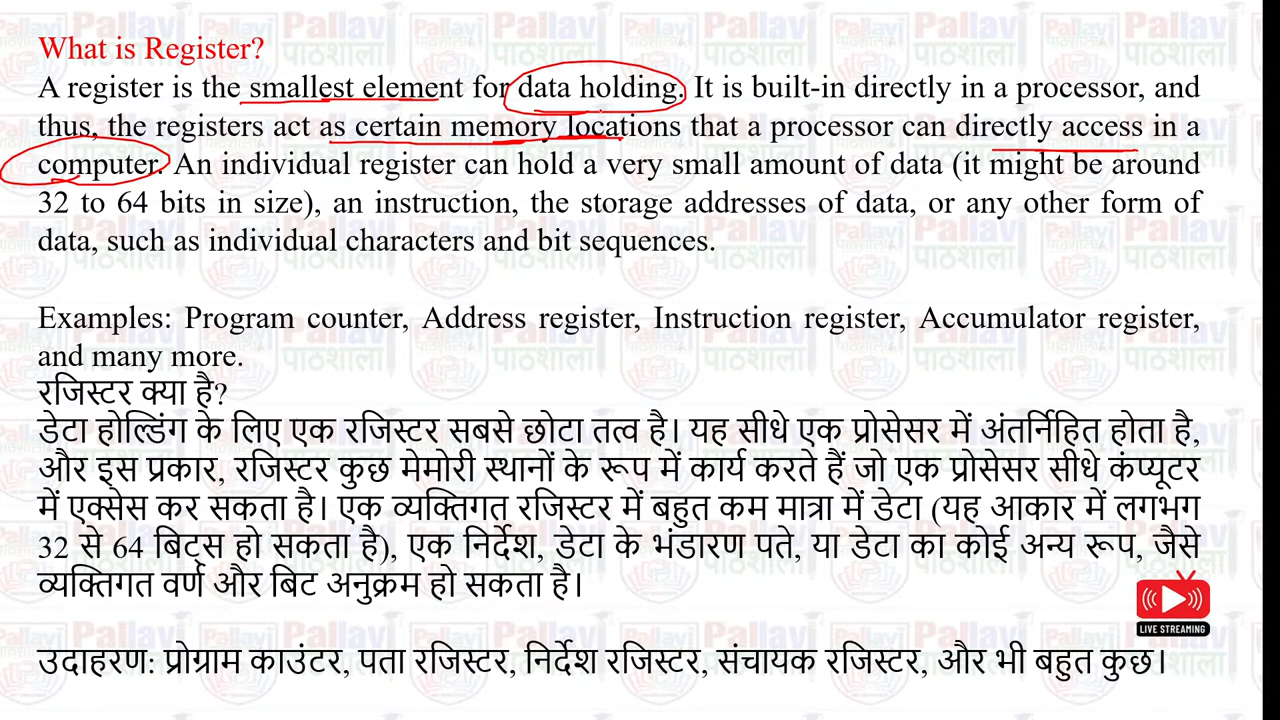 What is Register?
A register is the smallest element for data holding. It is built-in directly in a processor, and
thus, the registers act as certain memory locations that a processor can directly access in a
computer. An individual register can hold a very small amount of data (it might be around
32 to 64 bits in size), an instruction, the storage addresses of data, or any other form of
data, such as individual characters and bit sequences.
Examples: Program counter, Address register, Instruction register, Accumulator register,
and many more.
रजिस्टर क्या है?
डेटा होल्डिंग के लिए एक रजिस्टर सबसे छोटा तत्व है। यह सीधे एक प्रोसेसर में अंतर्निहित होता है,
और इस प्रकार, रजिस्टर कुछ मेमोरी स्थानों के रूप में कार्य करते हैं जो एक प्रोसेसर सीधे कंप्यूटर
में एक्सेस कर सकता है। एक व्यक्तिगत रजिस्टर में बहुत कम मात्रा में डेटा (यह आकार में लगभग
32 से 64 बिट्स हो सकता है), एक निर्देश, डेटा के भंडारण पते, या डेटा का कोई अन्य रूप, जैसे
व्यक्तिगत वर्ण और बिट अनुक्रम हो सकता है।
LIVE STREAMING
उदाहरण: प्रोग्राम काउंटर, पता रजिस्टर, निर्देश रजिस्टर, संचायक रजिस्टर, और भी बहुत कुछ।
Pallavi
पाठशाला